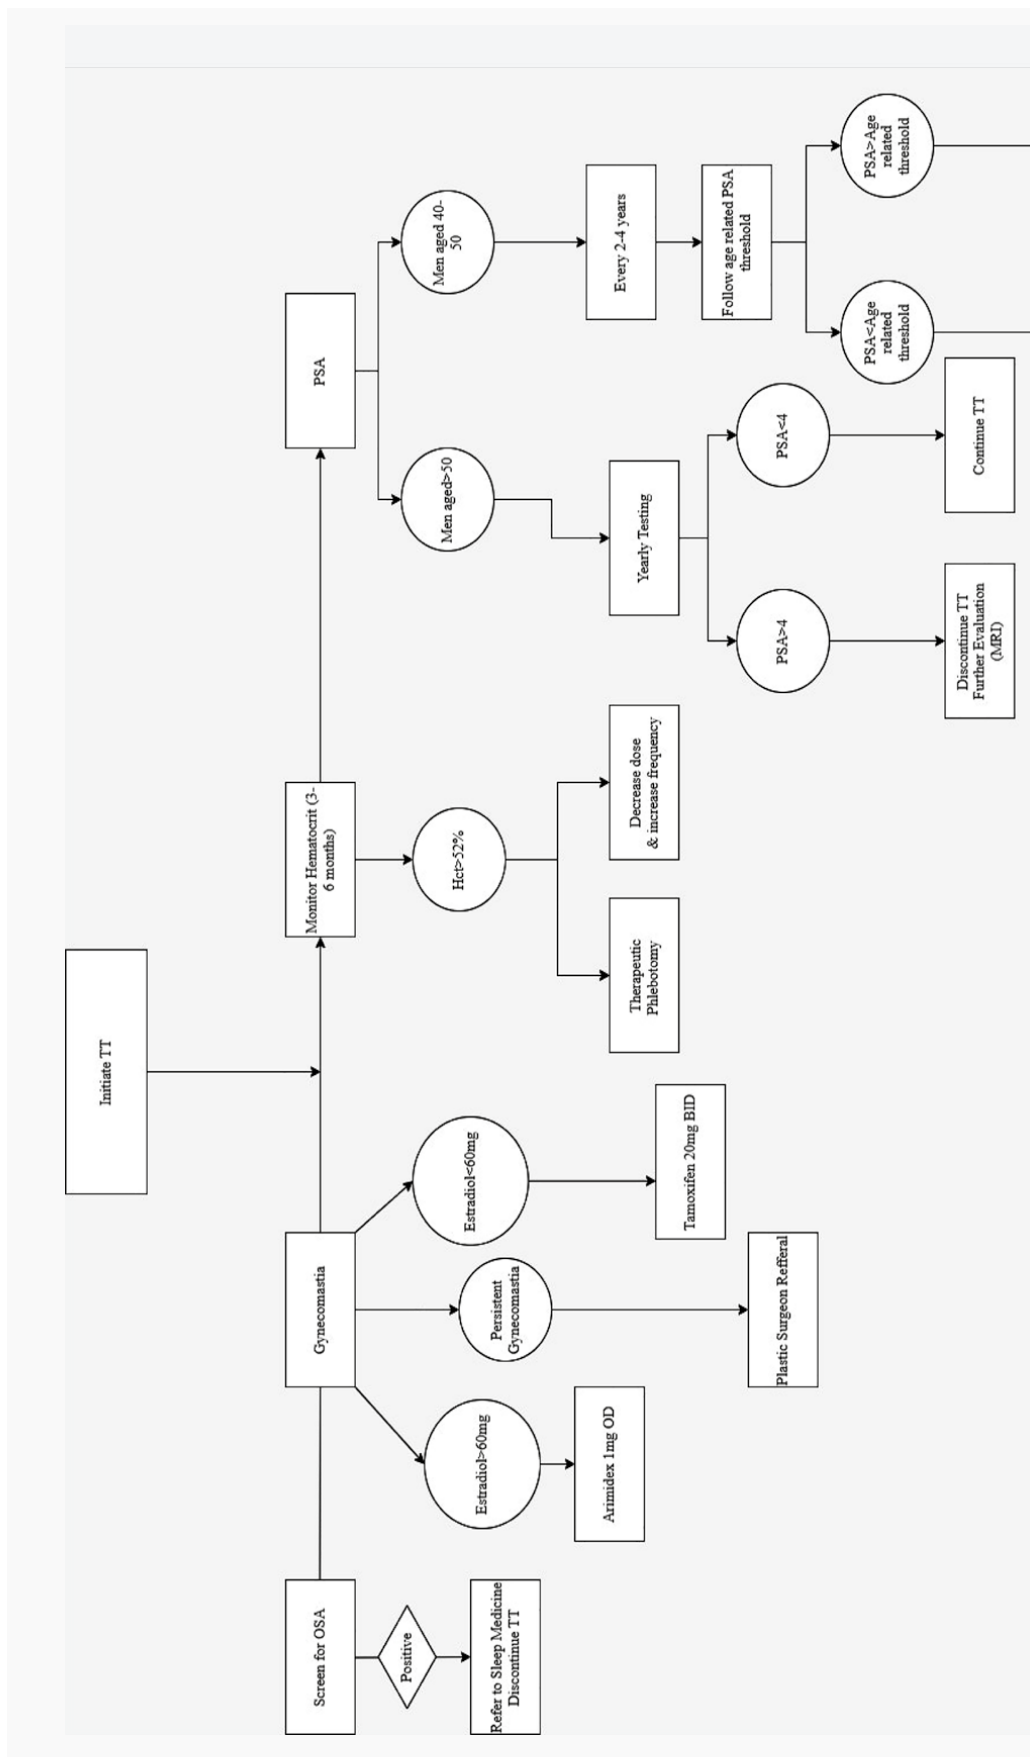 Initiate TT
Screen for OSA
Positive
Refer to Sleep Medicine
Discontinue TT
Gynecomastia
Estradiol>60mg
Arimidex 1mg OD
Persistent
Gynecomastia
Plastic Surgeon Refferal
Estradiol<60mg
Tamoxifen 20mg BID
Monitor Hematocrit (3-
6 months)
Hct>52%
Therapeutic
Phlebotomy
Decrease dose
& increase frequency
PSA
Men aged>50
Yearly Testing
PSA>4
Discontinue TT
Further Evaluation
(MRI)
PSA<4
Continue TT
Men aged 40-
50
Every 2-4 years
Follow age related PSA
threshold
PSA<Age
related
threshold
PSA>Age
related
threshold